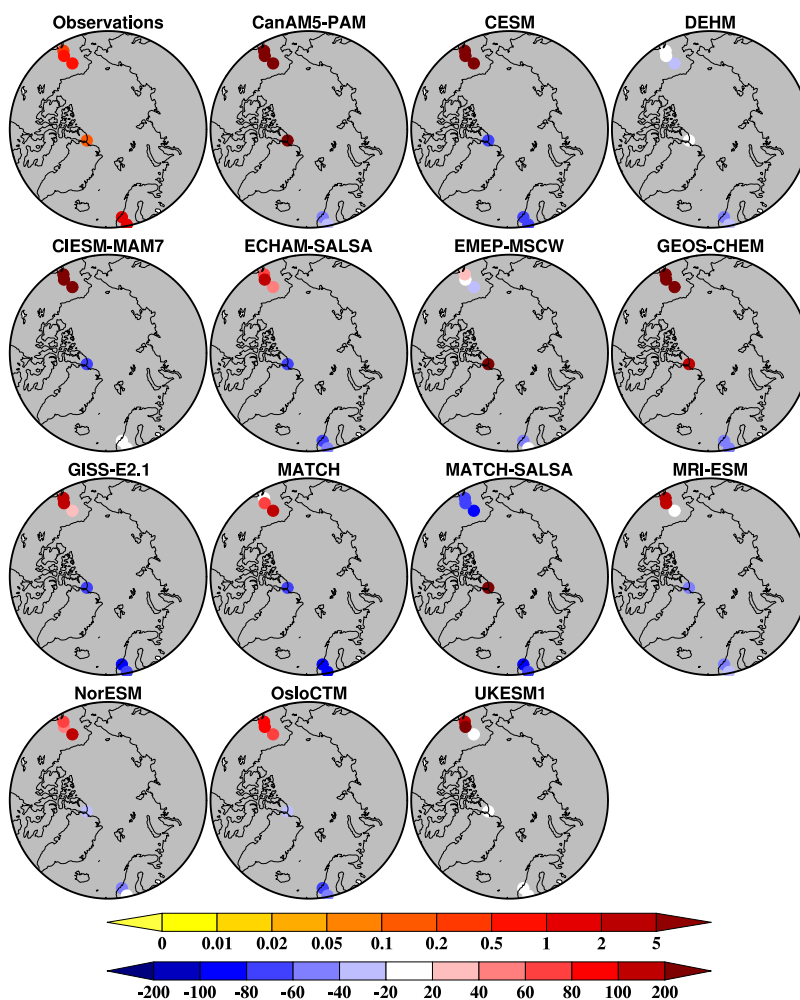 Observations CanAM5-PAM CESM DEHM
CIESM-MAM7 ECHAM-SALSA EMEP-MSCW GEOS-CHEM
GISS-E2.1 MATCH MATCH-SALSA MRI-ESM
NorESM OsloCTM UKESM1
0 0.01 0.02 0.05 0.1 0.2 0.5 1 2 5
-200 -100 -80 -60 -40 -20 20 40 60 80 100 200